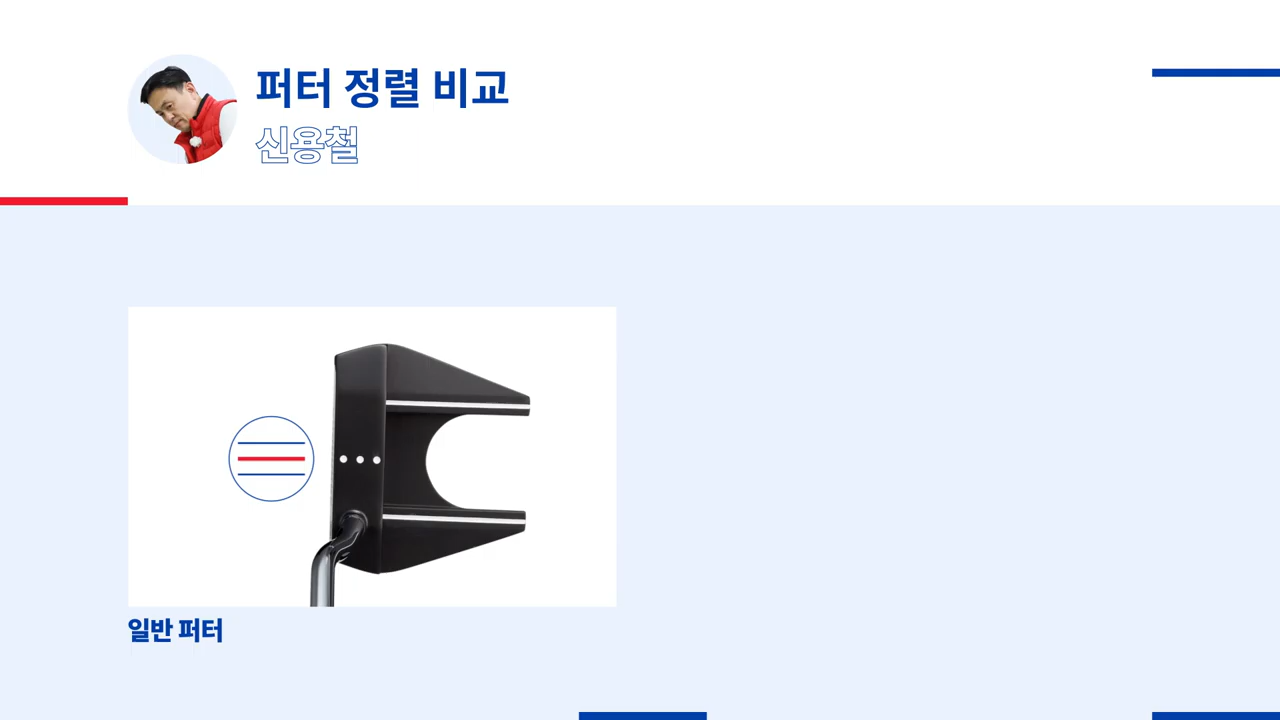 퍼터 정렬 비교
신용철
일반 퍼터